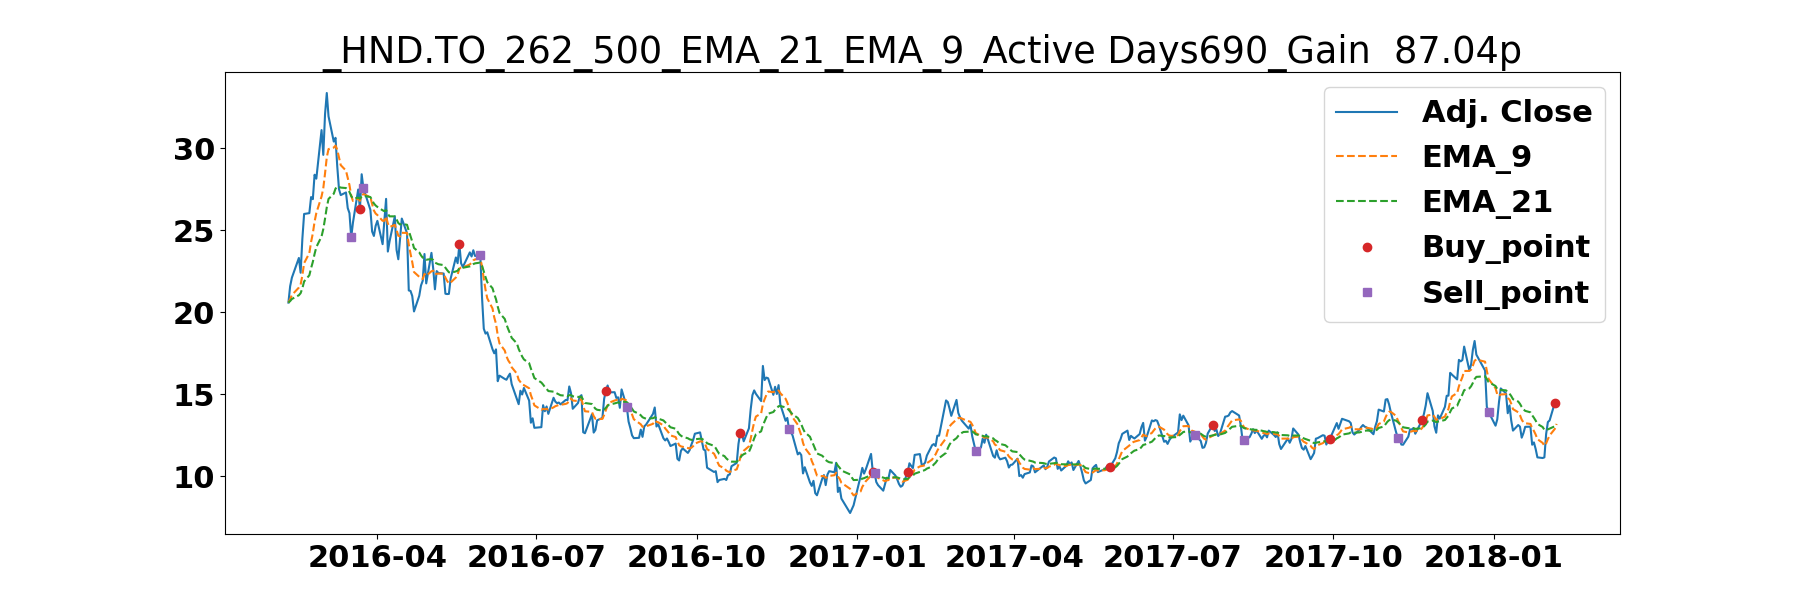 _HND.TO_262_500_EMA_21_EMA_9_Active Days690_Gain  87.04p
Adj. Close
EMA_9
EMA_21
Buy_point
Sell_point
30
25
20
15
10
2016-04 2016-07 2016-10 2017-01 2017-04 2017-07 2017-10 2018-01